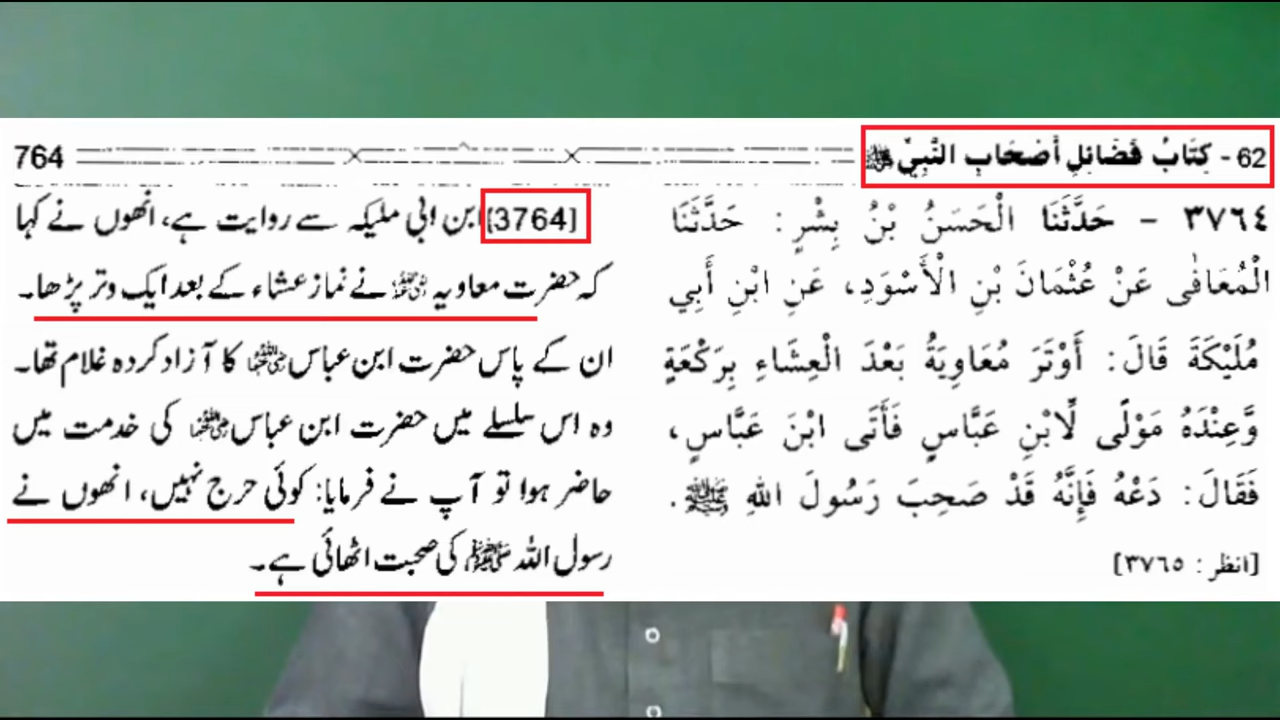 62 - كِتَابُ فَضَائِلِ أَصْحَابِ النَّبِيِّ ﷺ
764
٣٧٦٤ - حَدَّثَنَا الْحَسَنُ بْنُ بِشْرٍ : حَدَّثَنَا
الْمُعَافٰى عَنْ عُثْمَانَ بْنِ الْأَسْوَدِ، عَنِ ابْنِ أَبِي
مُلَيْكَةَ قَالَ: أَوْتَرَ مُعَاوِيَةُ بَعْدَ الْعِشَاءِ بِرَكْعَةٍ
وَّعِنْدَهُ مَوْلًى لِّابْنِ عَبَّاسٍ فَأَتَى ابْنَ عَبَّاسٍ،
فَقَالَ: دَعْهُ فَإِنَّهُ قَدْ صَحِبَ رَسُولَ اللهِ ﷺ.
[انظر : ٣٧٦٥]
[3764] ابن ابی ملیکہ سے روایت ہے، انھوں نے کہا
کہ حضرت معاویہ ؓ نے نماز عشاء کے بعد ایک وتر پڑھا۔
ان کے پاس حضرت ابن عباس ؓ کا آزاد کردہ غلام تھا۔
وہ اس سلسلے میں حضرت ابن عباس ؓ کی خدمت میں
حاضر ہوا تو آپ نے فرمایا: کوئی حرج نہیں، انھوں نے
رسول اللہ ﷺ کی صحبت اٹھائی ہے۔